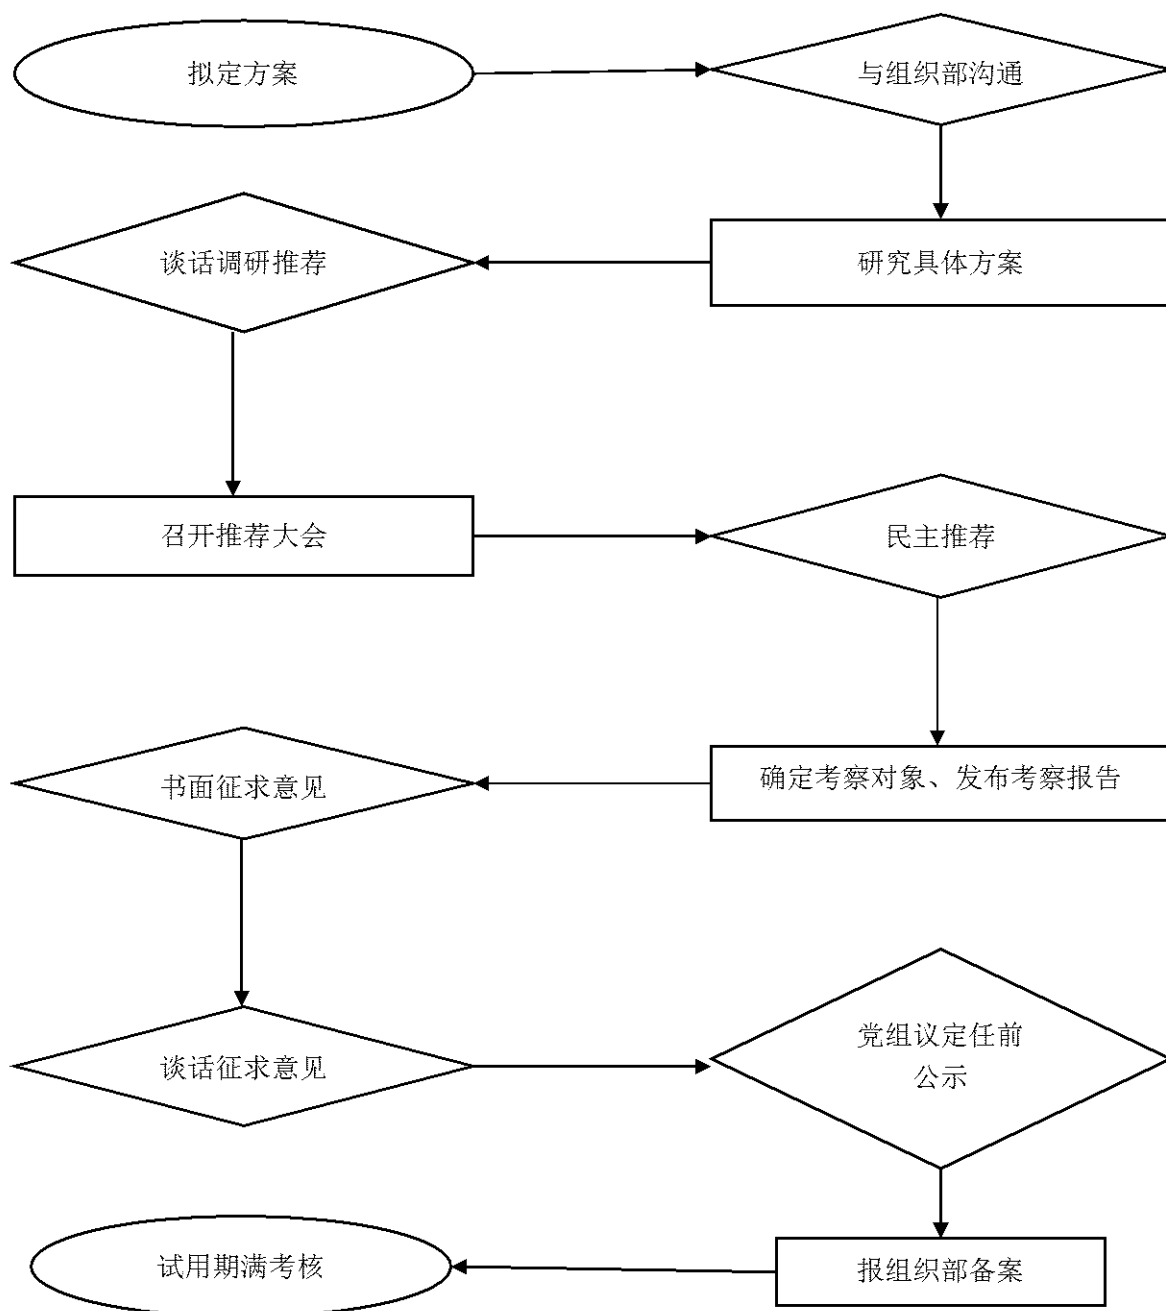 拟定方案
与组织部沟通
谈话调研推荐
研究具体方案
召开推荐大会
民主推荐
书面征求意见
确定考察对象、发布考察报告
谈话征求意见
党组议定任前
公示
试用期满考核
报组织部备案